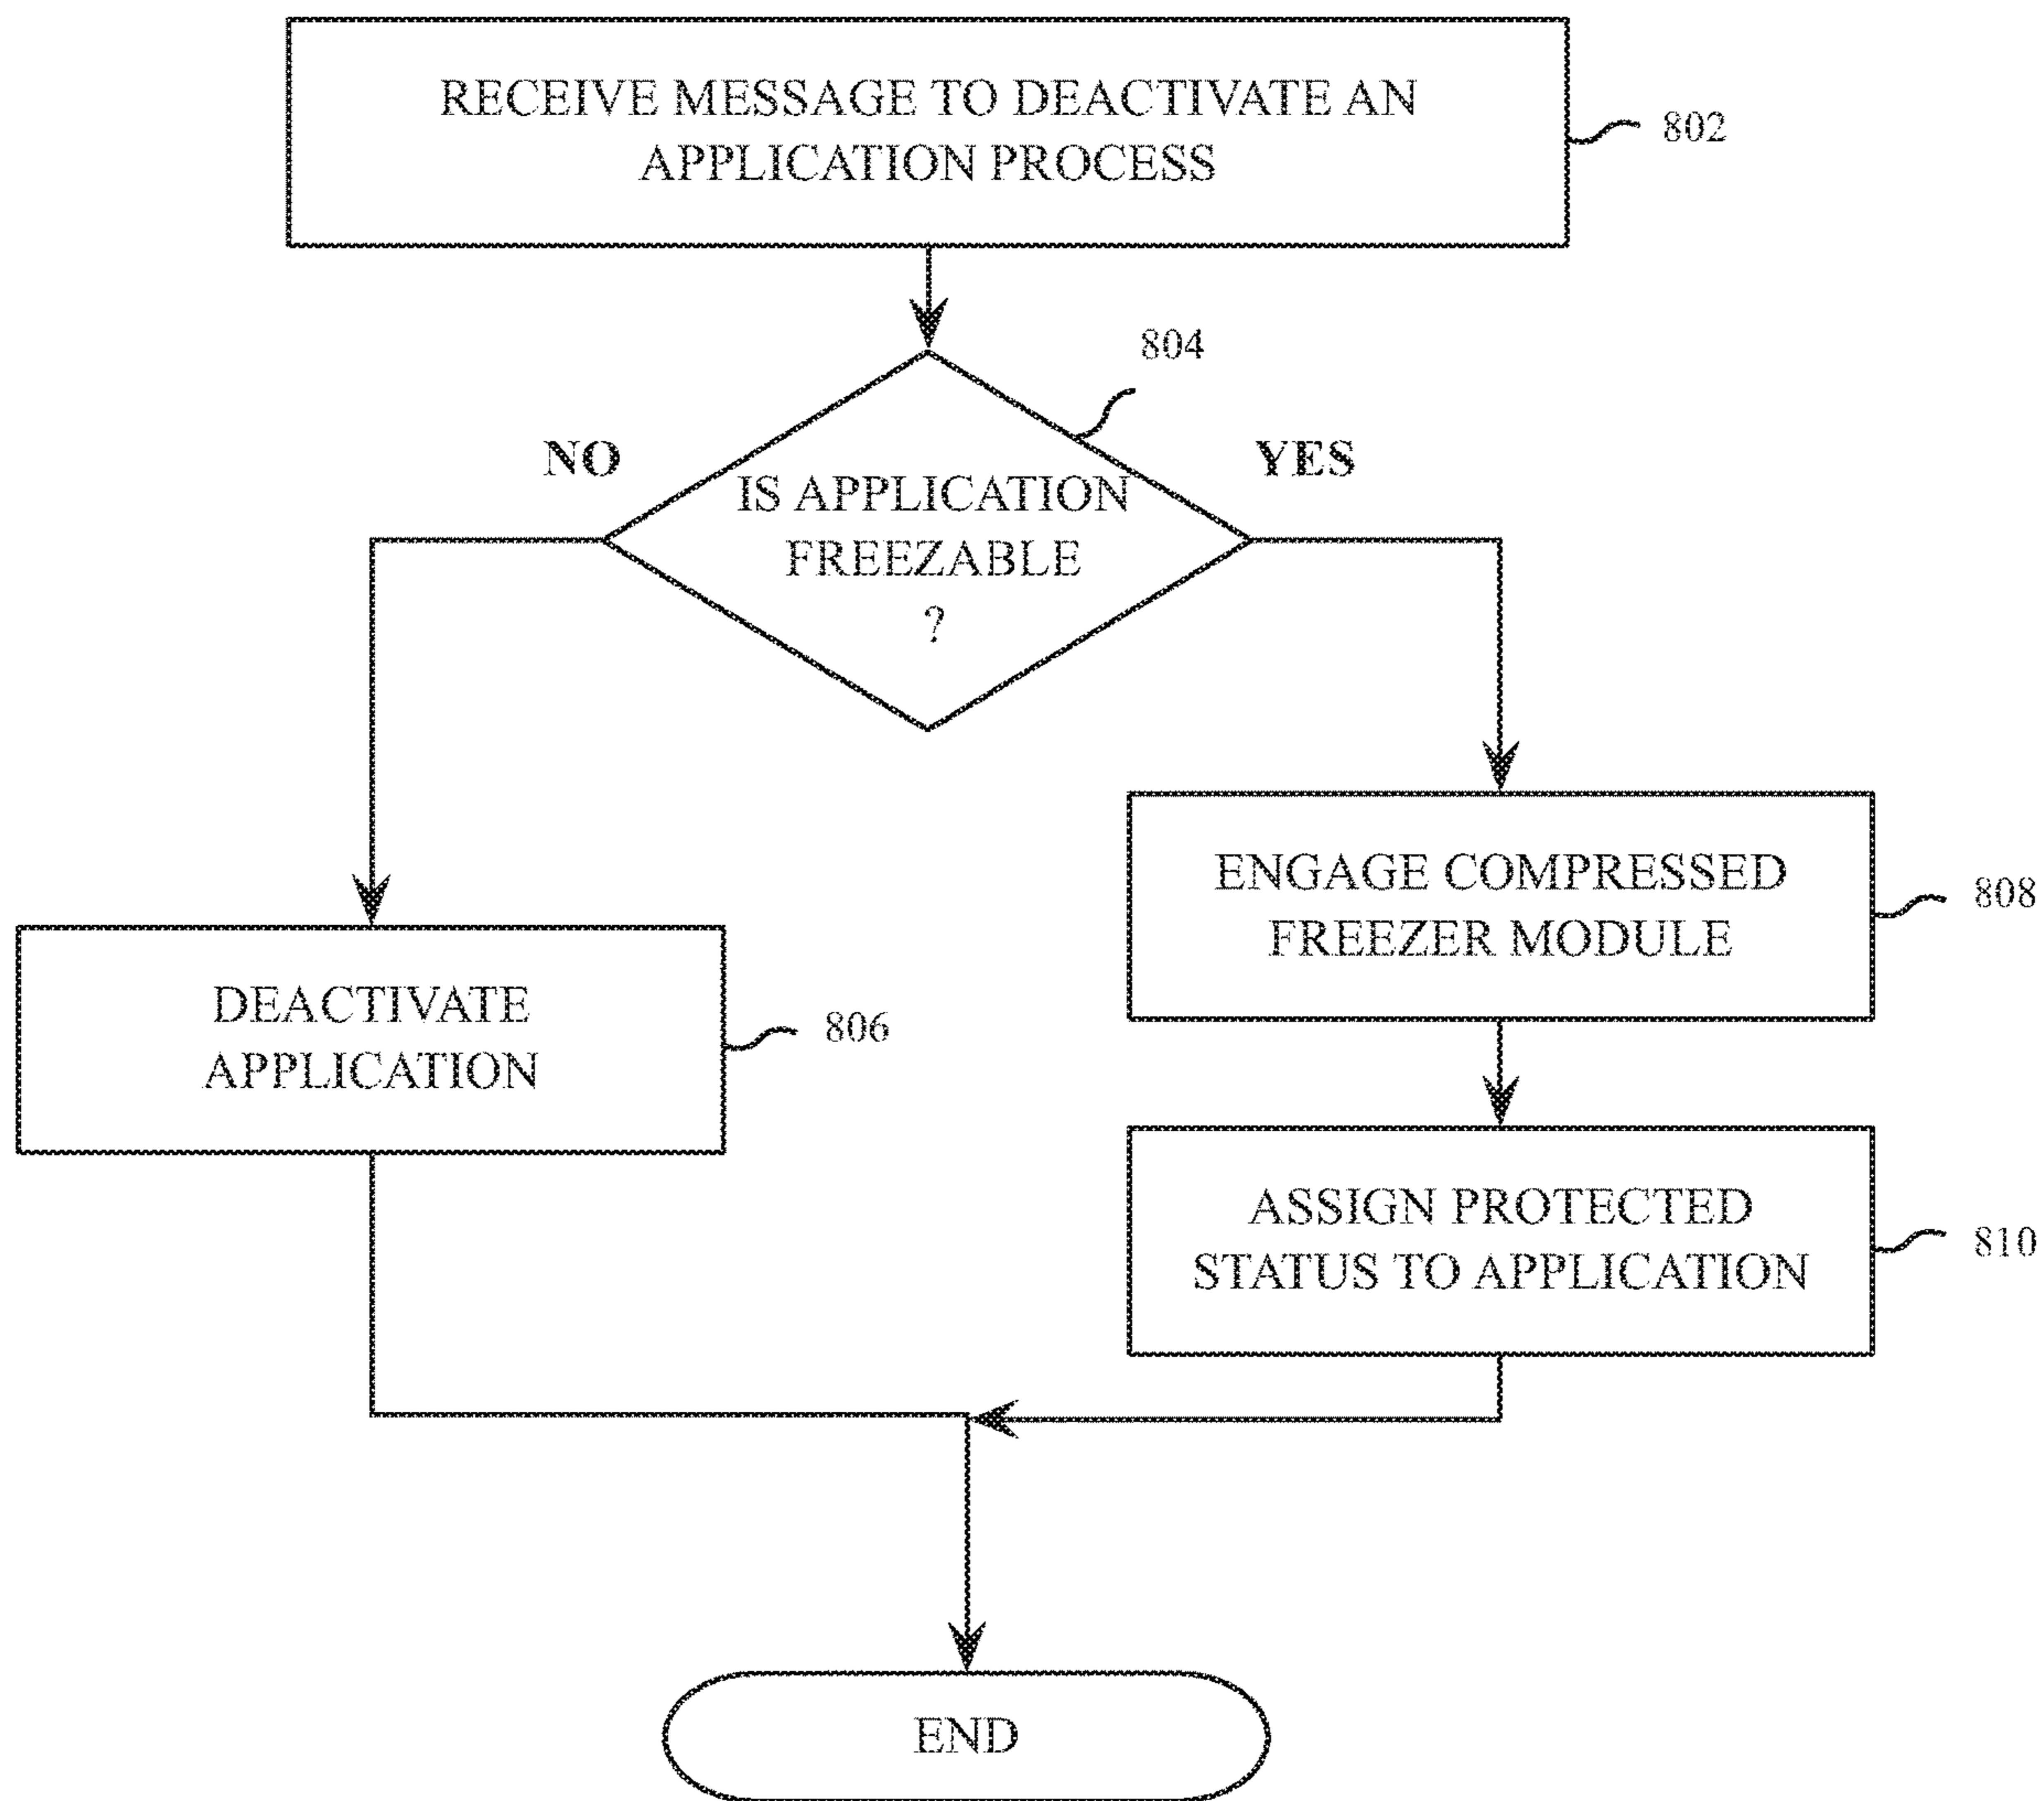 RECEIVE MESSAGE TO DEACTIVATE AN
APPLICATION PROCESS
802
804
NO
YES
IS APPLICATION
FREEZABLE
?
ENGAGE COMPRESSED
FREEZER MODULE
808
DEACTIVATE
APPLICATION
806
ASSIGN PROTECTED
STATUS TO APPLICATION
810
END